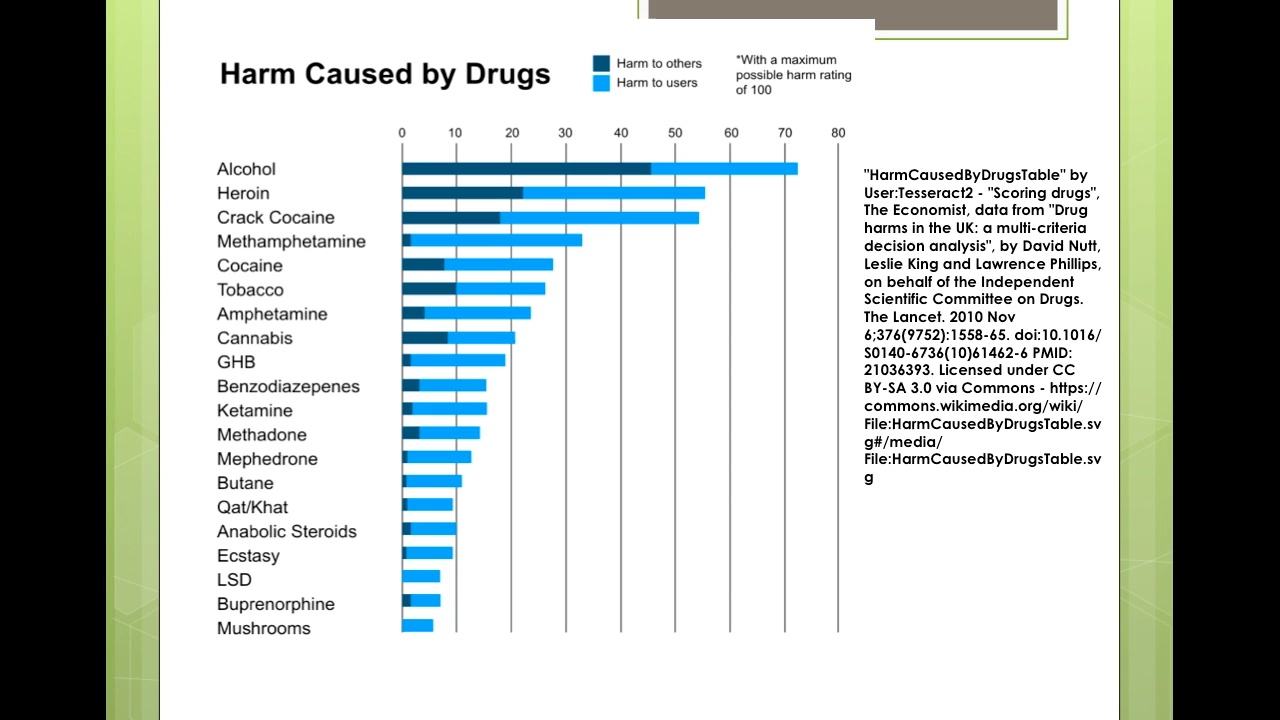 Harm Caused by Drugs
Harm to others
Harm to users
*With a maximum
possible harm rating
of 100
0 10 20 30 40 50 60 70 80
Alcohol
Heroin
Crack Cocaine
Methamphetamine
Cocaine
Tobacco
Amphetamine
Cannabis
GHB
Benzodiazepenes
Ketamine
Methadone
Mephedrone
Butane
Qat/Khat
Anabolic Steroids
Ecstasy
LSD
Buprenorphine
Mushrooms
"HarmCausedByDrugsTable" by
User:Tesseract2 - "Scoring drugs",
The Economist, data from "Drug
harms in the UK: a multi-criteria
decision analysis", by David Nutt,
Leslie King and Lawrence Phillips,
on behalf of the Independent
Scientific Committee on Drugs.
The Lancet. 2010 Nov
6;376(9752):1558-65. doi:10.1016/
S0140-6736(10)61462-6 PMID:
21036393. Licensed under CC
BY-SA 3.0 via Commons - https://
commons.wikimedia.org/wiki/
File:HarmCausedByDrugsTable.sv
g#/media/
File:HarmCausedByDrugsTable.sv
g